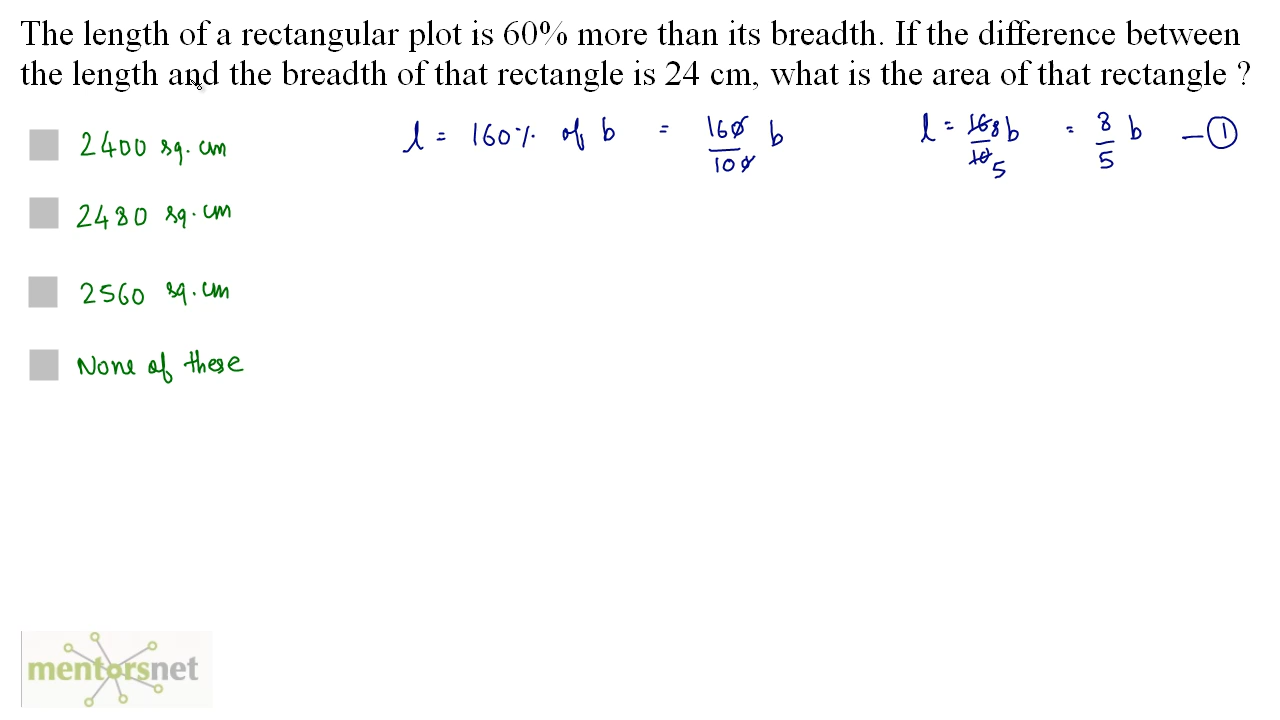 The length of a rectangular plot is 60% more than its breadth. If the difference between
the length and the breadth of that rectangle is 24 cm, what is the area of that rectangle ?
l = 160% of b = 160/100 b l = 16 8/10 5 b = 8/5 b — ①
2400 sq. cm
2480 sq. cm
2560 sq. cm
None of these
mentorsnet